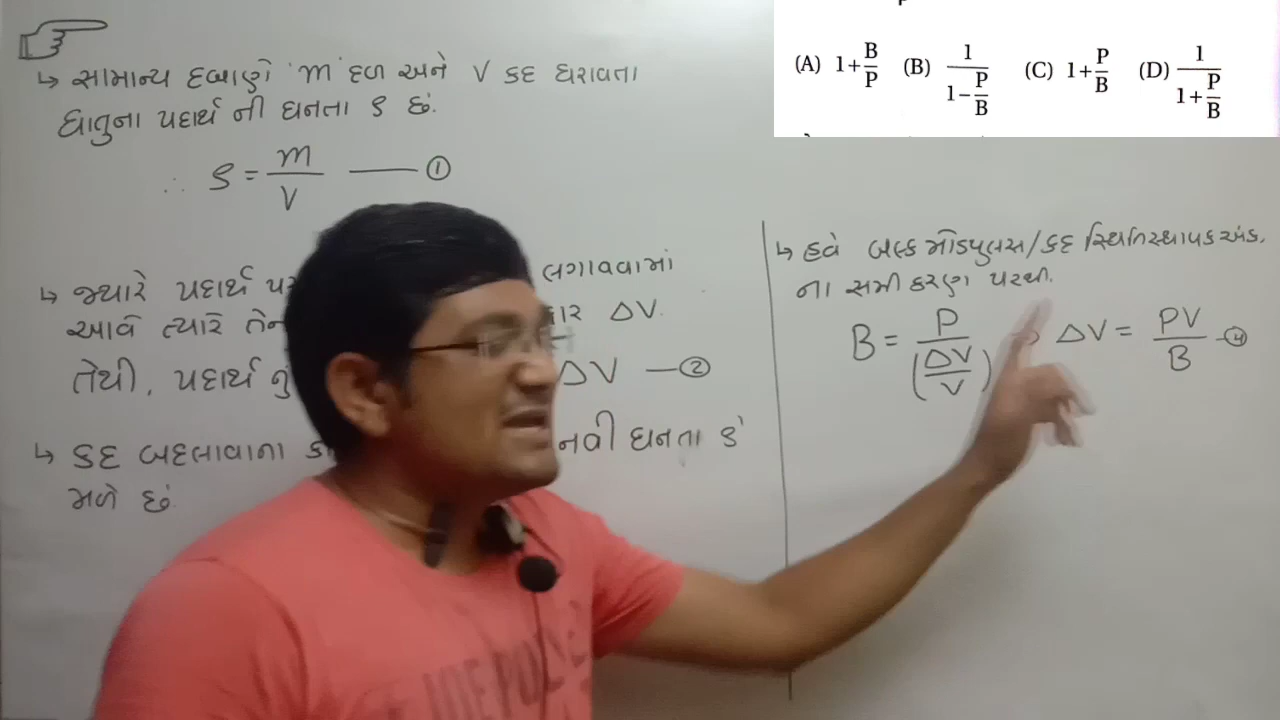 (A) 1+B/P (B) 1/(1-P/B) (C) 1+P/B (D) 1/(1+P/B)
↳ સામાન્ય દબાણે 'm' દળ અને V કદ ધરાવતા
ધાતુના પદાર્થ ની ઘનતા ૬ છે.
∴ ૬ = m/V —— ①
↳ જ્યારે પદાર્થ લગાવવામાં
આવે ત્યારે ΔV.
તેથી, પદાર્થ નું ΔV —②
↳ કદ બદલાવાના નવી ઘનતા ૬'
મળે છે.
↳ હવે બલ્ક મોડ્યુલસ/કદ સ્થિતિસ્થાપક અંક.
ના સમીકરણ પરથી.
B = P/(ΔV/V) ΔV = PV/B —④